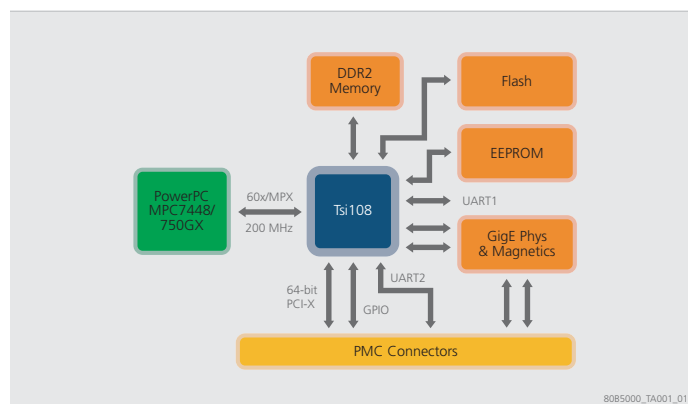 DDR2
Memory
Flash
EEPROM
PowerPC
MPC7448/
750GX
60x/MPX
200 MHz
Tsi108
UART1
GigE Phys
& Magnetics
64-bit
PCI-X
GPIO
UART2
PMC Connectors
80B5000_TA001_01